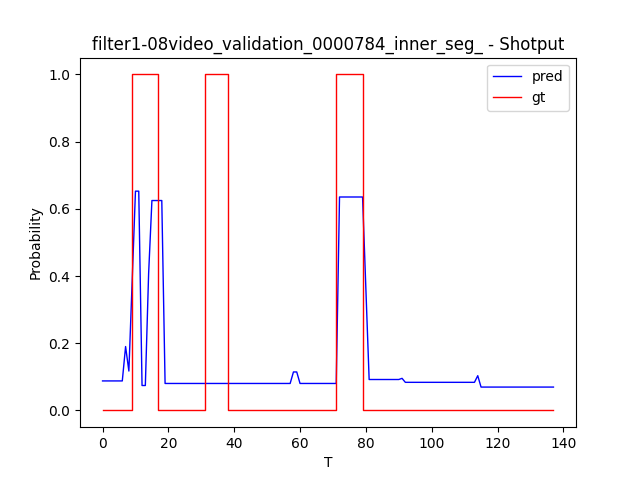 filter1-08video_validation_0000784_inner_seg_ - Shotput
pred
gt
1.0
0.8
0.6
0.4
0.2
0.0
Probability
0 20 40 60 80 100 120 140
T